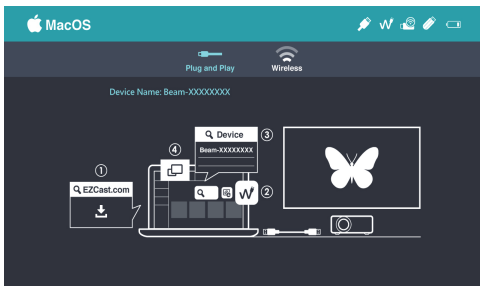 MacOS
Plug and Play
Wireless
Device Name: Beam-XXXXXXXX
④
Device
③
Beam-XXXXXXXX
①
EZCast.com
②